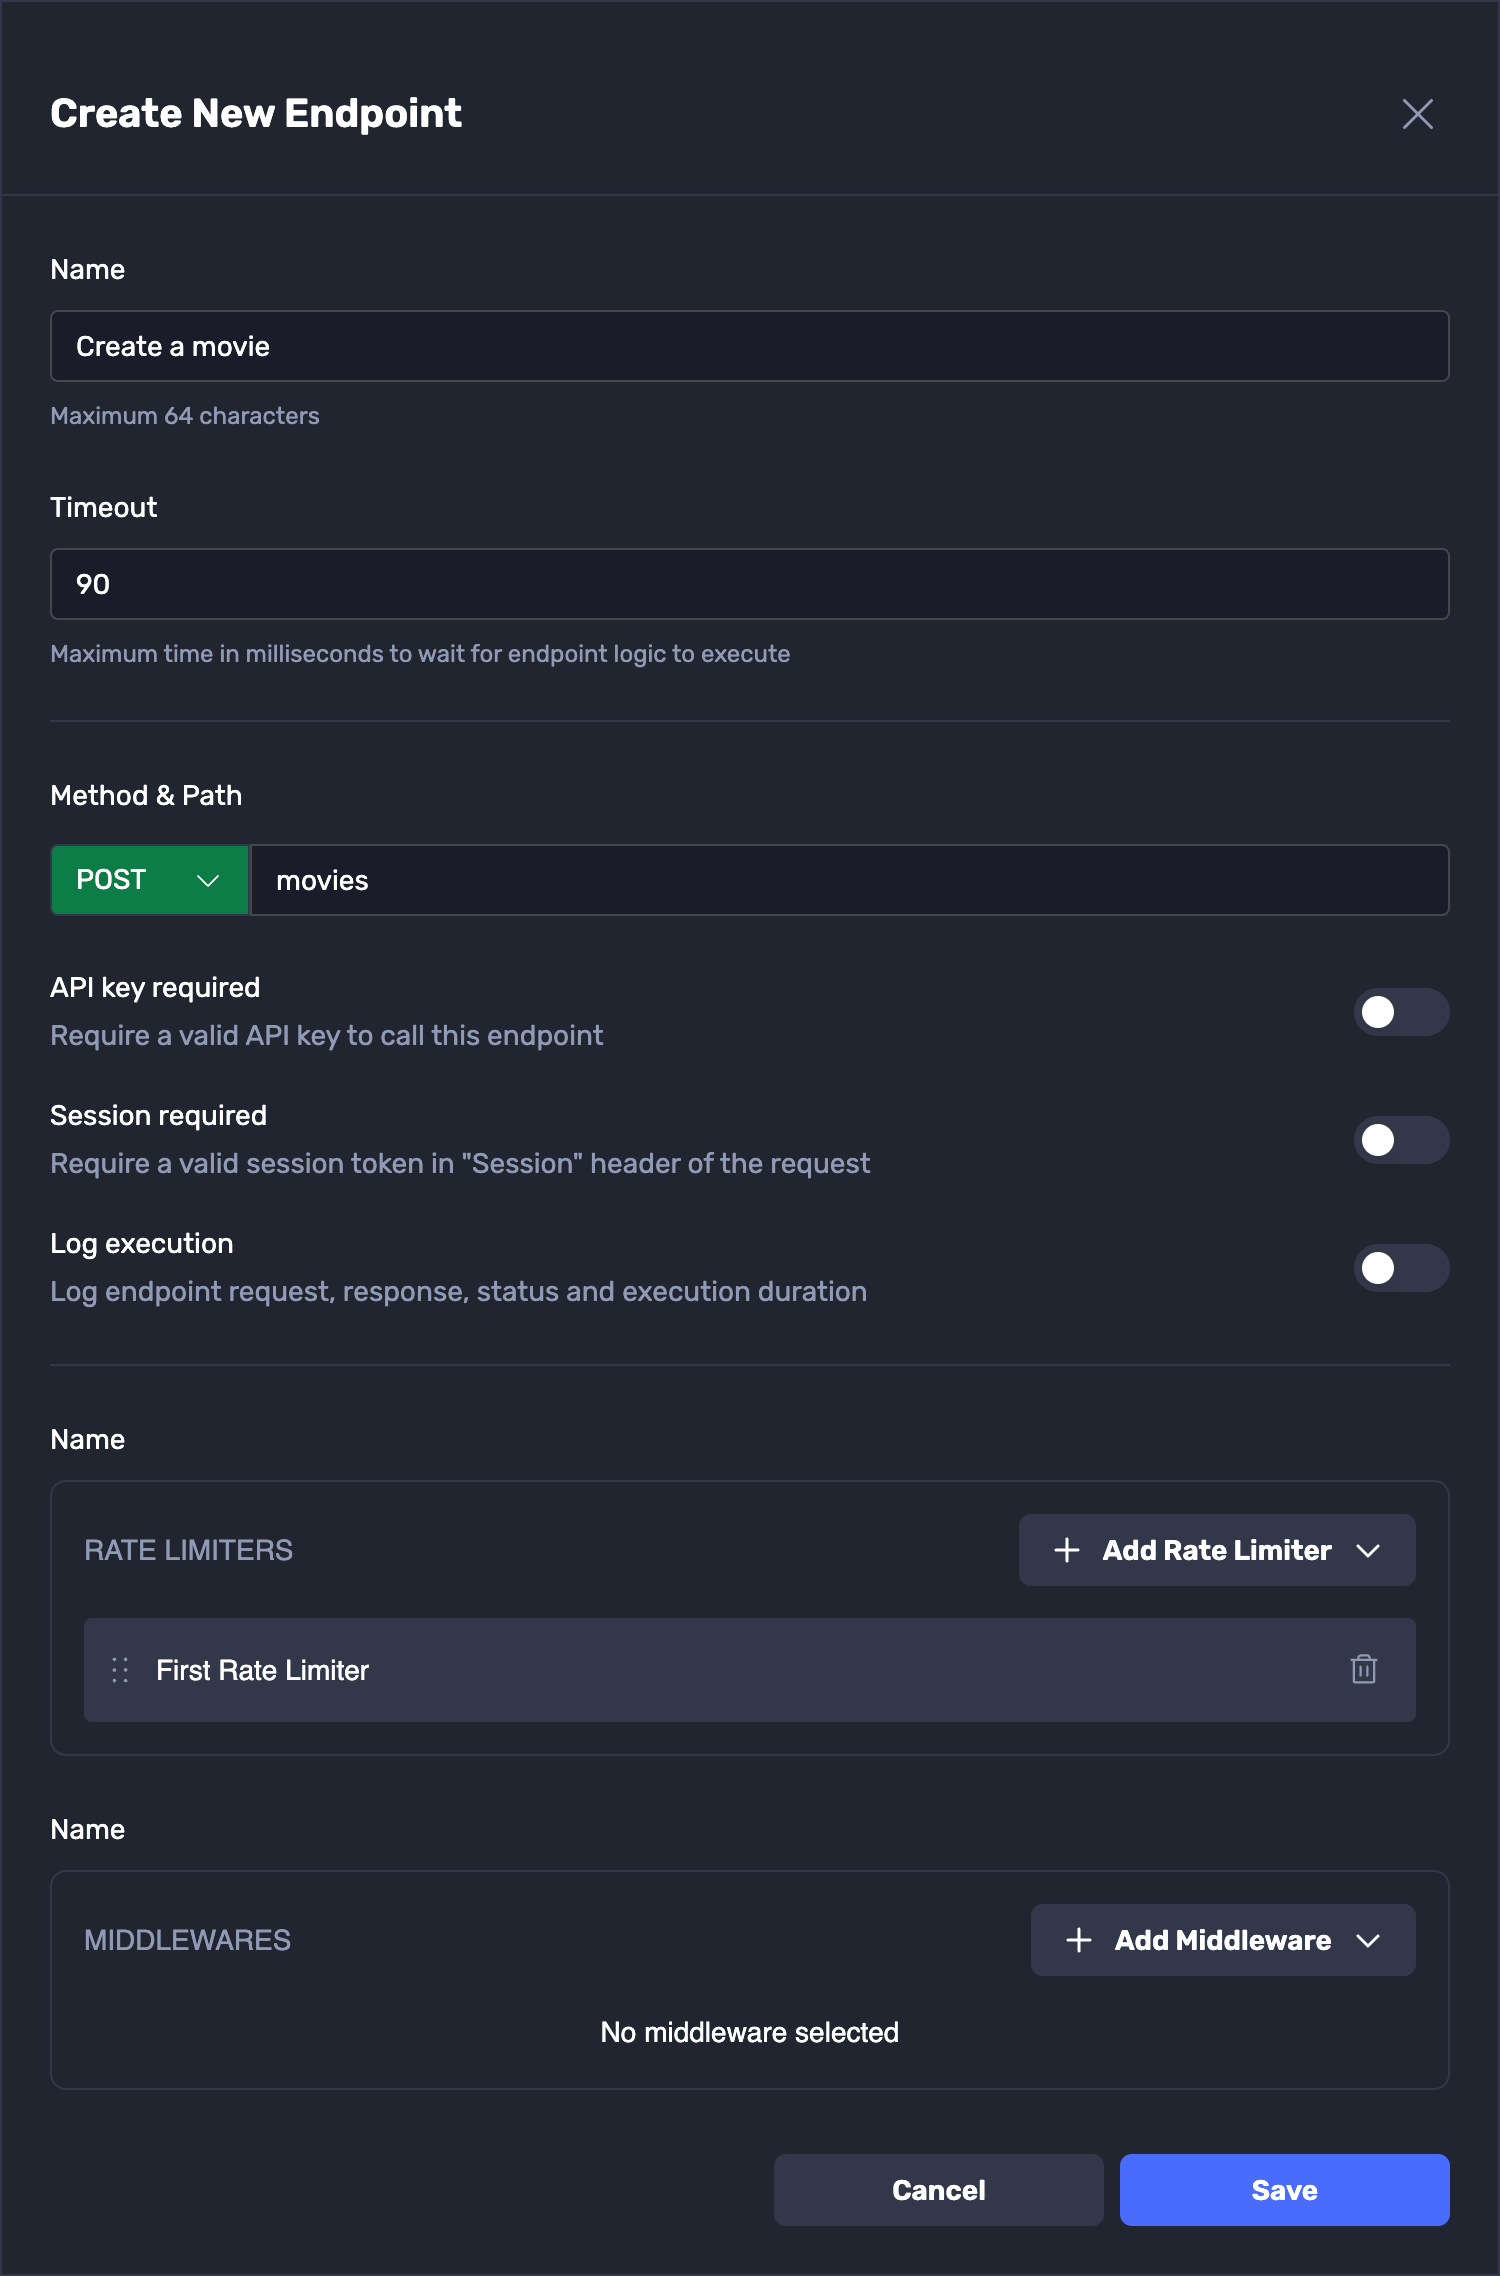 Create New Endpoint
Name
Create a movie
Maximum 64 characters
Timeout
90
Maximum time in milliseconds to wait for endpoint logic to execute
Method & Path
POST
movies
API key required
Require a valid API key to call this endpoint
Session required
Require a valid session token in "Session" header of the request
Log execution
Log endpoint request, response, status and execution duration
Name
RATE LIMITERS
Add Rate Limiter
First Rate Limiter
Name
MIDDLEWARES
Add Middleware
No middleware selected
Cancel
Save